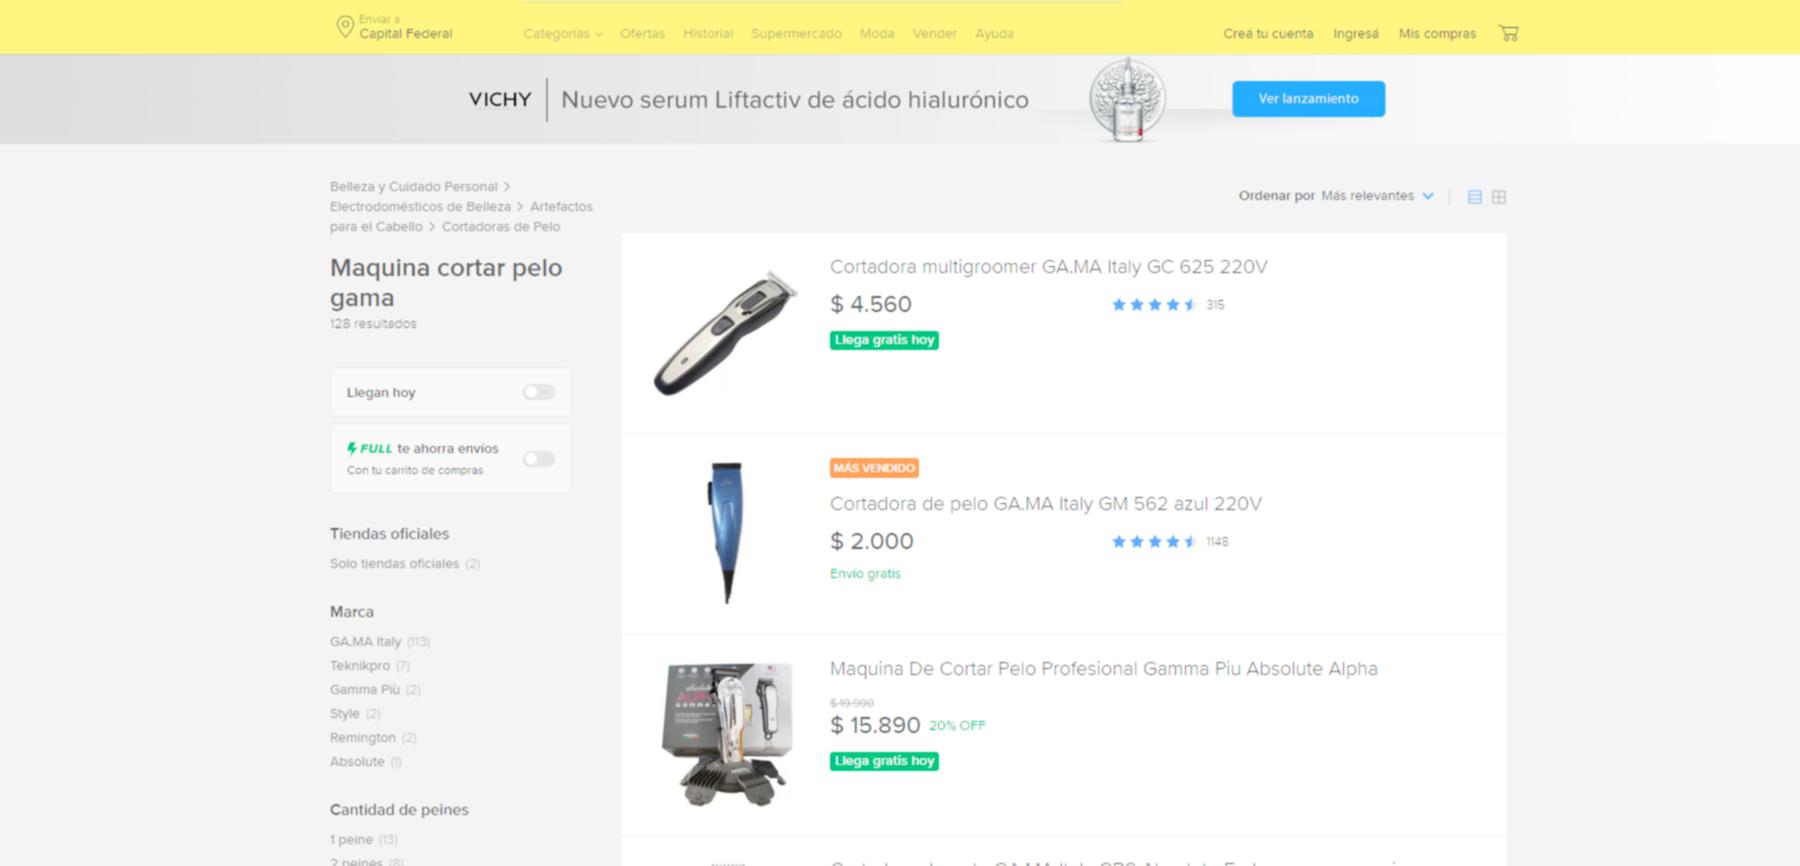 Enviar a
Capital Federal
Categorías Ofertas Historial Supermercado Moda Vender Ayuda
Creá tu cuenta Ingresá Mis compras
VICHY Nuevo serum Liftactiv de ácido hialurónico
Ver lanzamiento
Belleza y Cuidado Personal >
Electrodomésticos de Belleza > Artefactos
para el Cabello > Cortadoras de Pelo
Maquina cortar pelo
gama
128 resultados
Llegan hoy
FULL te ahorra envíos
Con tu carrito de compras
Tiendas oficiales
Solo tiendas oficiales (2)
Marca
GA.MA Italy (113)
Teknikpro (7)
Gamma Più (2)
Style (2)
Remington (2)
Absolute (1)
Cantidad de peines
1 peine (13)
2 peines (8)
Ordenar por Más relevantes
Cortadora multigroomer GA.MA Italy GC 625 220V
$ 4.560
315
Llega gratis hoy
MÁS VENDIDO
Cortadora de pelo GA.MA Italy GM 562 azul 220V
$ 2.000
1148
Envío gratis
Maquina De Cortar Pelo Profesional Gamma Piu Absolute Alpha
$ 19.990
$ 15.890 20% OFF
Llega gratis hoy